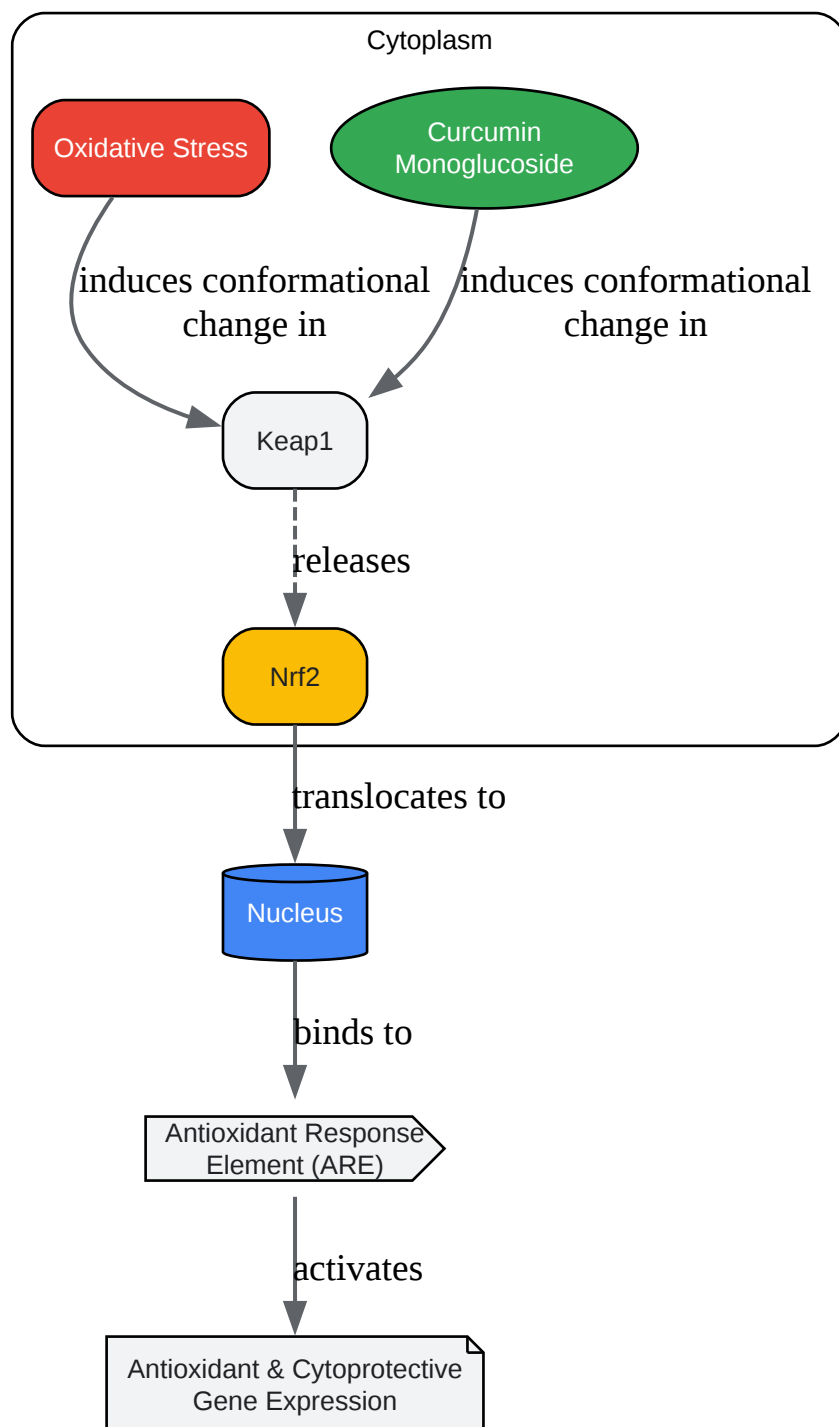 Cytoplasm
Oxidative Stress
Curcumin
Monoglucoside
induces conformational
change in
induces conformational
change in
Keap1
releases
Nrf2
translocates to
Nucleus
binds to
Antioxidant Response
Element (ARE)
activates
Antioxidant & Cytoprotective
Gene Expression